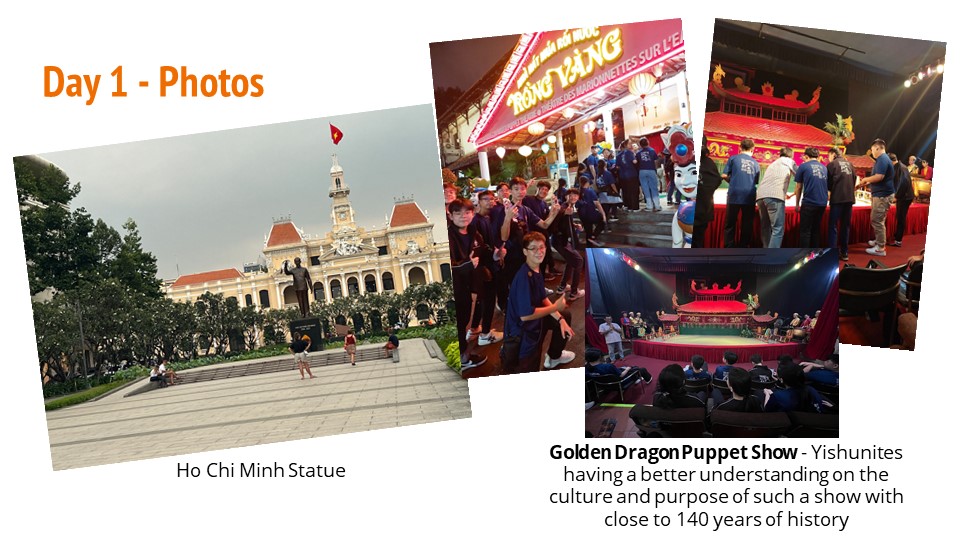 Day 1 - Photos
RỒNG VÀNG
THÉÂTRE DES MARIONNETTES SUR L'EA
Ho Chi Minh Statue
Golden Dragon Puppet Show - Yishunites
having a better understanding on the
culture and purpose of such a show with
close to 140 years of history